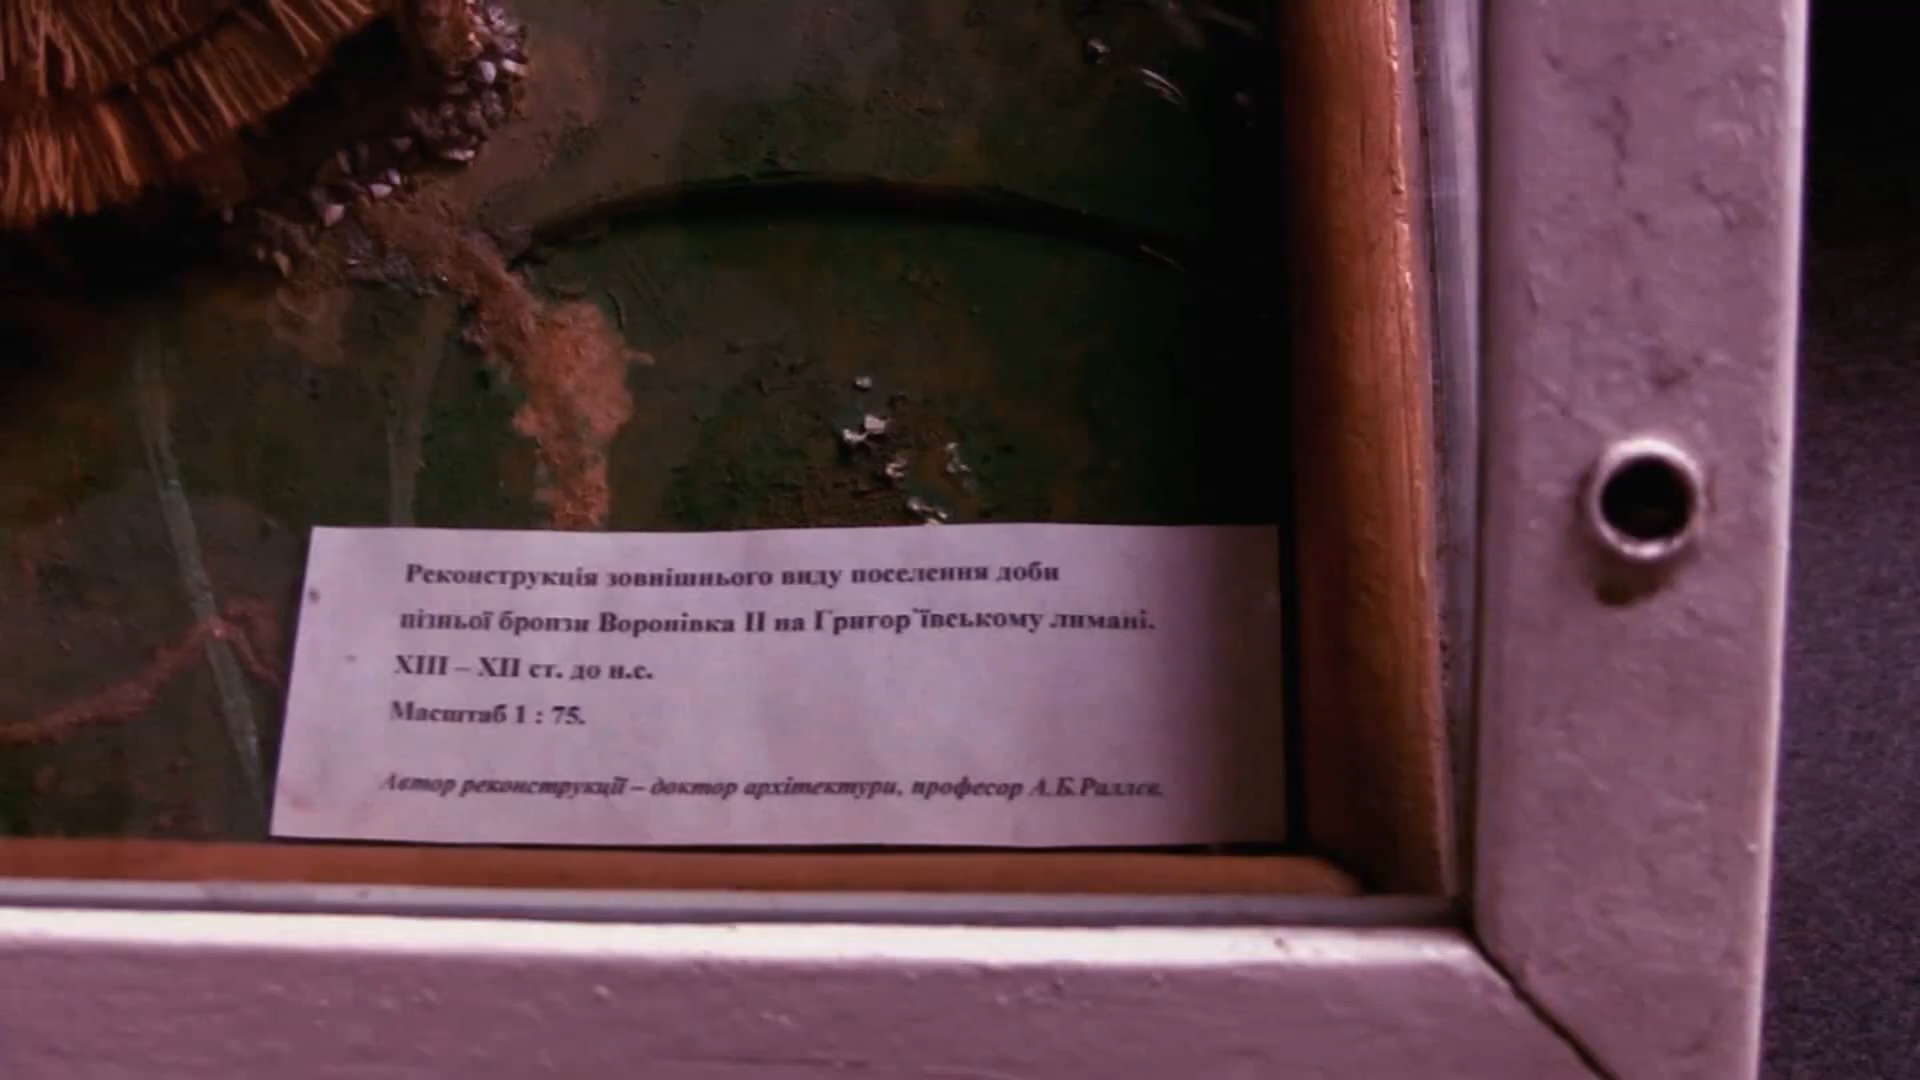 Реконструкція зовнішнього виду поселення доби
пізньої бронзи Воронівка II на Григор'ївському лимані.
XIII – XII ст. до н.е.
Масштаб 1 : 75.
Автор реконструкції – доктор архітектури, професор А.Б.Раллєв.